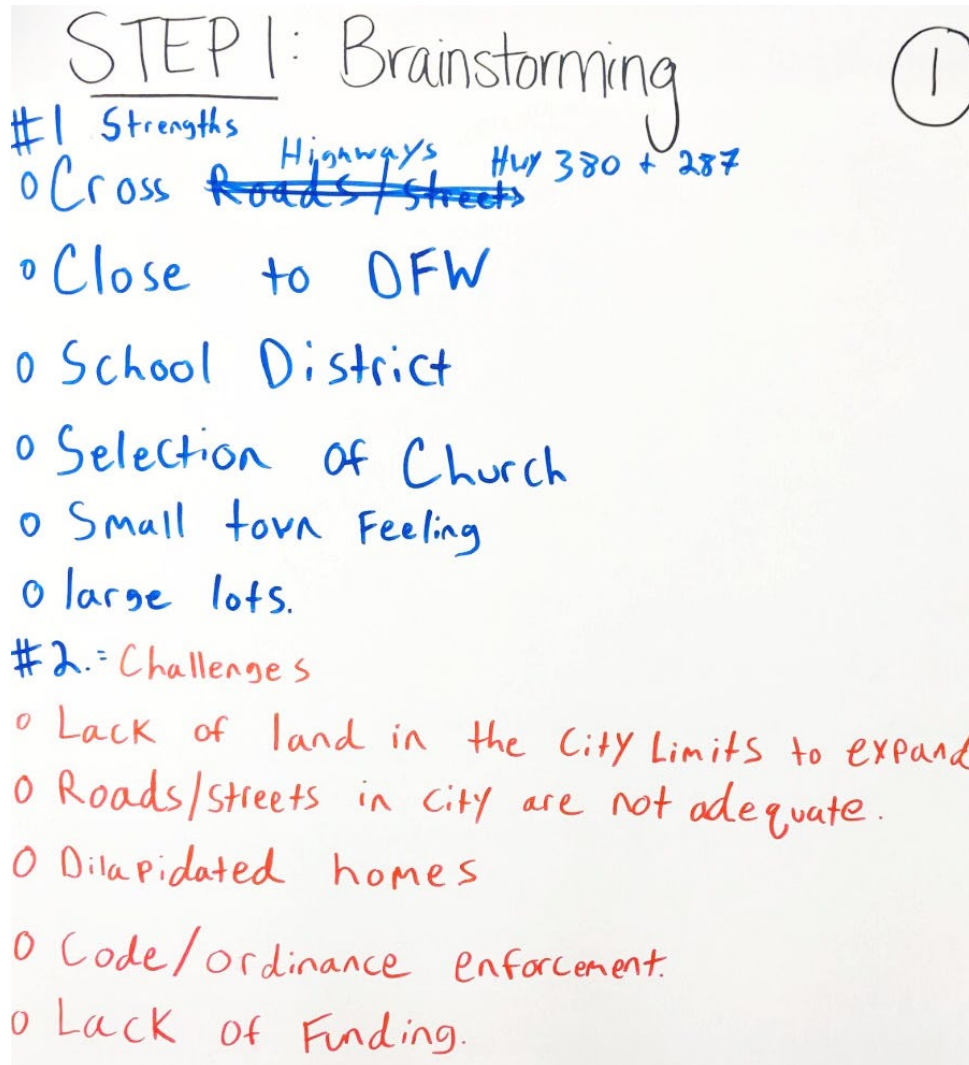 STEP 1: Brainstorming
1
#1 Strengths
Highways Hwy 380 + 287
o Cross Roads/Streets
o Close to DFW
o School District
o Selection of Church
o Small town Feeling
o large lots.
#2.= Challenges
o Lack of land in the City Limits to expand
o Roads/streets in city are not adequate.
o Dilapidated homes
o Code/ordinance enforcement.
o Lack of Funding.